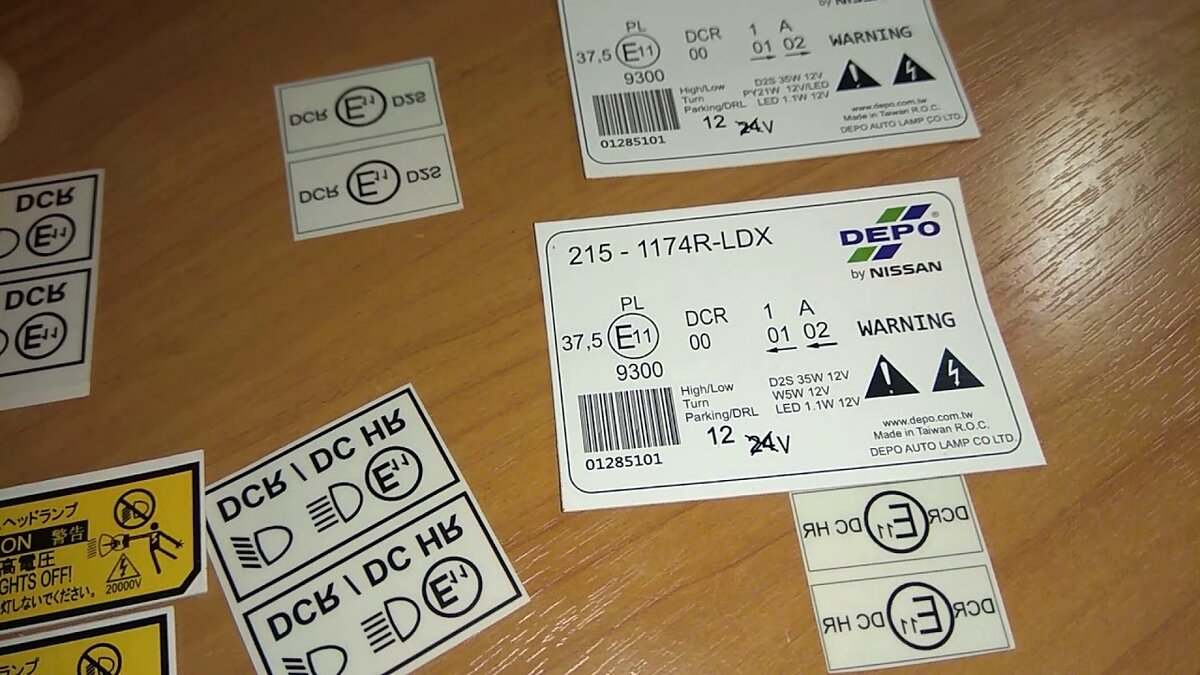 by NISSAN
PL
37,5 E11
9300
DCR
00
1 A
01 02
WARNING
High/Low
Turn
Parking/DRL
D2S 35W 12V
PY21W 12V/LED
LED 1.1W 12V
12 24V
01285101
www.depo.com.tw
Made in Taiwan R.O.C.
DEPO AUTO LAMP CO LTD.
DCR E11 D2S
DCR E11 D2S
DCR
E11
DCR
E11
215 - 1174R-LDX
DEPO®
by NISSAN
PL
37,5 E11
9300
DCR
00
1 A
01 02
WARNING
High/Low
Turn
Parking/DRL
D2S 35W 12V
W5W 12V
LED 1.1W 12V
12 24V
01285101
www.depo.com.tw
Made in Taiwan R.O.C.
DEPO AUTO LAMP CO LTD.
DCR / DC HR
E11
DCR / DC HR
E11
DCR E11 DC HR
DCR E11 DC HR
ヘッドランプ
ON 警告
高電圧
GHTS OFF!
20000V
灯しないでください。
ランプ